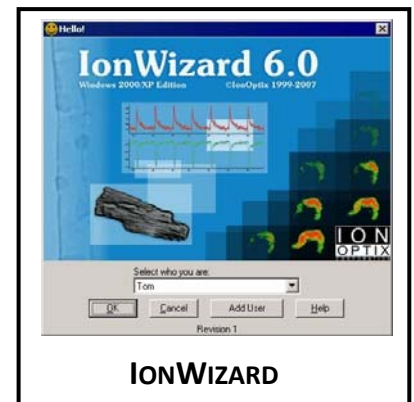 Hello!
IonWizard 6.0
Windows 2000/XP Edition ©IonOptix 1999-2007
ION
OPTIX
CORPORATION
Select who you are:
Tom
OK Cancel Add User Help
Revision 1
IONWIZARD